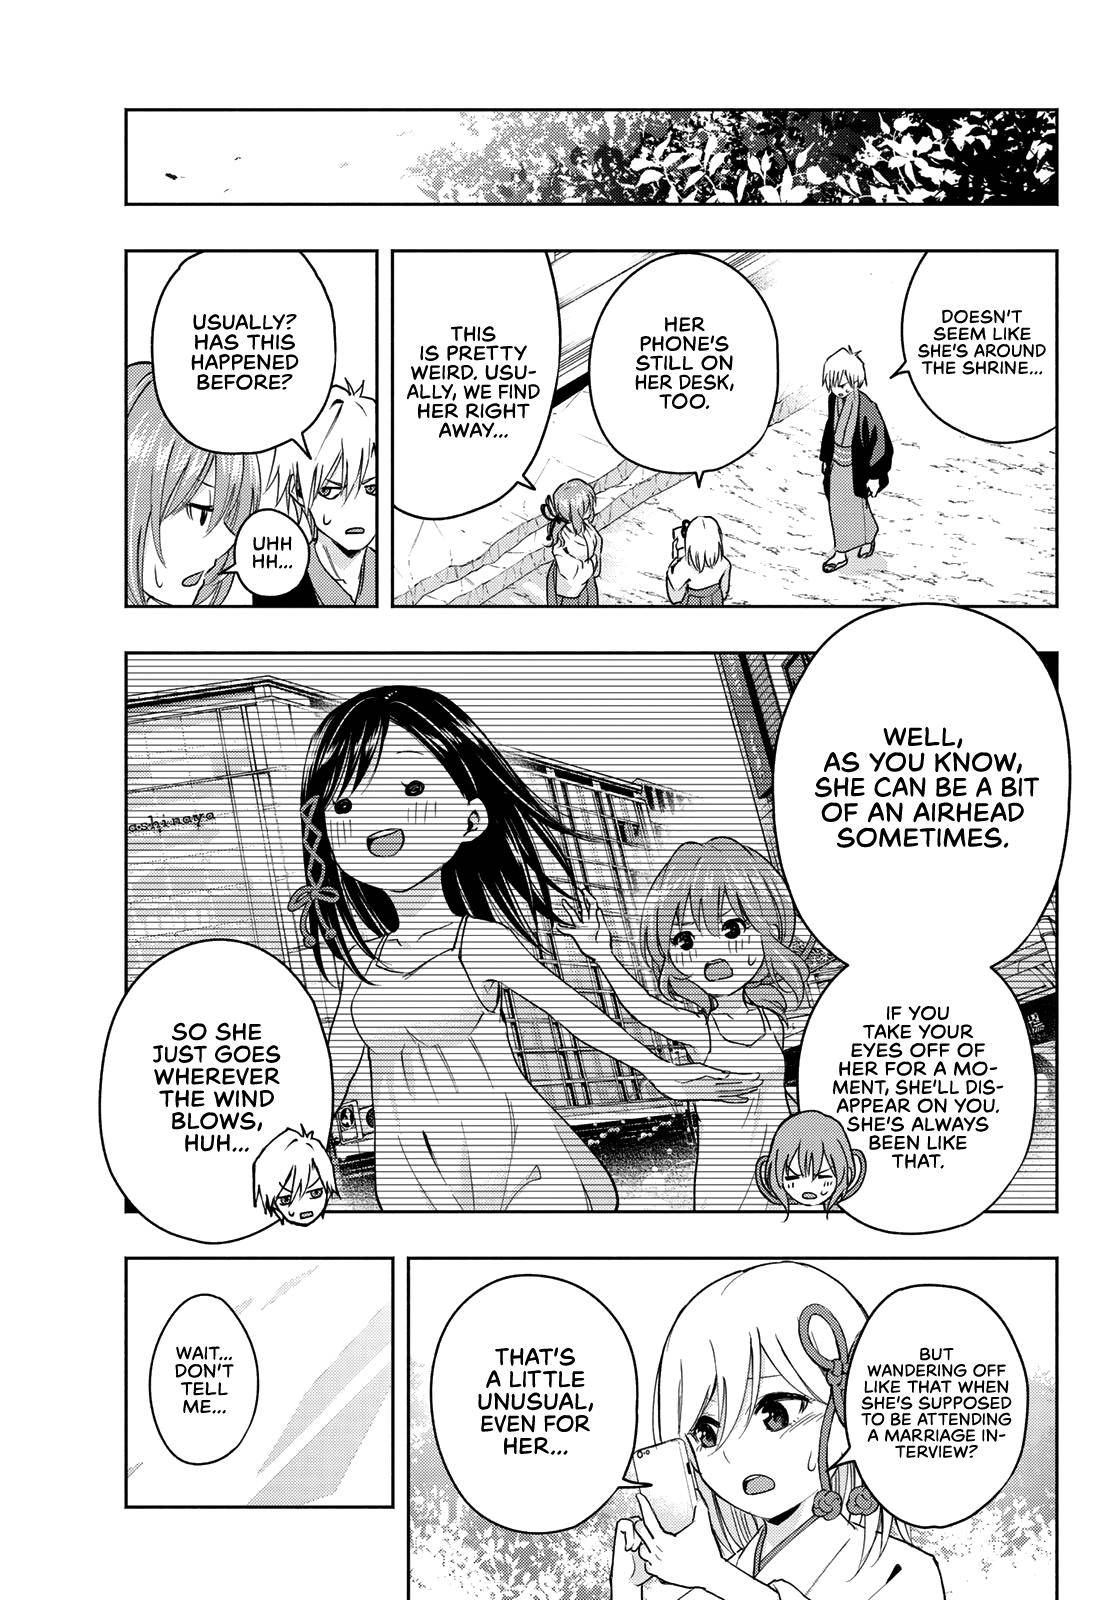 DOESN'T
SEEM LIKE
SHE'S AROUND
THE SHRINE...
HER
PHONE'S
STILL ON
HER DESK,
TOO.
THIS
IS PRETTY
WEIRD. USU-
ALLY, WE FIND
HER RIGHT
AWAY...
USUALLY?
HAS THIS
HAPPENED
BEFORE?
UHH
HH...
WELL,
AS YOU KNOW,
SHE CAN BE A BIT
OF AN AIRHEAD
SOMETIMES.
IF YOU
TAKE YOUR
EYES OFF OF
HER FOR A MO-
MENT, SHE'LL DIS-
APPEAR ON YOU.
SHE'S ALWAYS
BEEN LIKE
THAT.
ashinaya
SO SHE
JUST GOES
WHEREVER
THE WIND
BLOWS,
HUH...
BUT
WANDERING OFF
LIKE THAT WHEN
SHE'S SUPPOSED
TO BE ATTENDING
A MARRIAGE IN-
TERVIEW?
THAT'S
A LITTLE
UNUSUAL,
EVEN FOR
HER...
WAIT...
DON'T
TELL
ME...